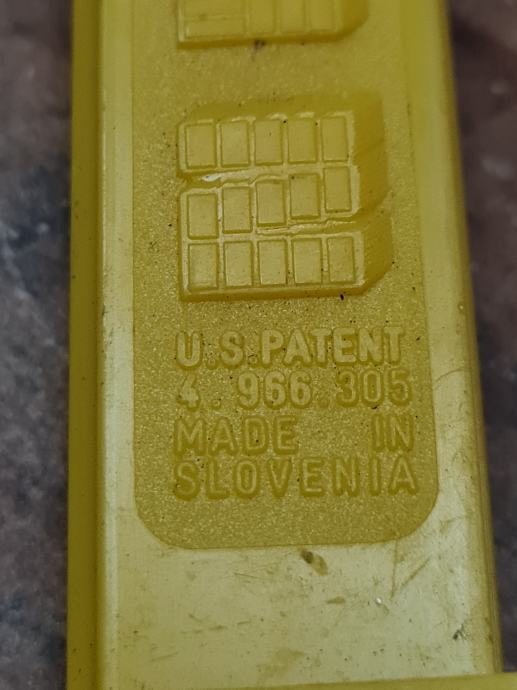 U.S.PATENT
4.966.305
MADE IN
SLOVENIA